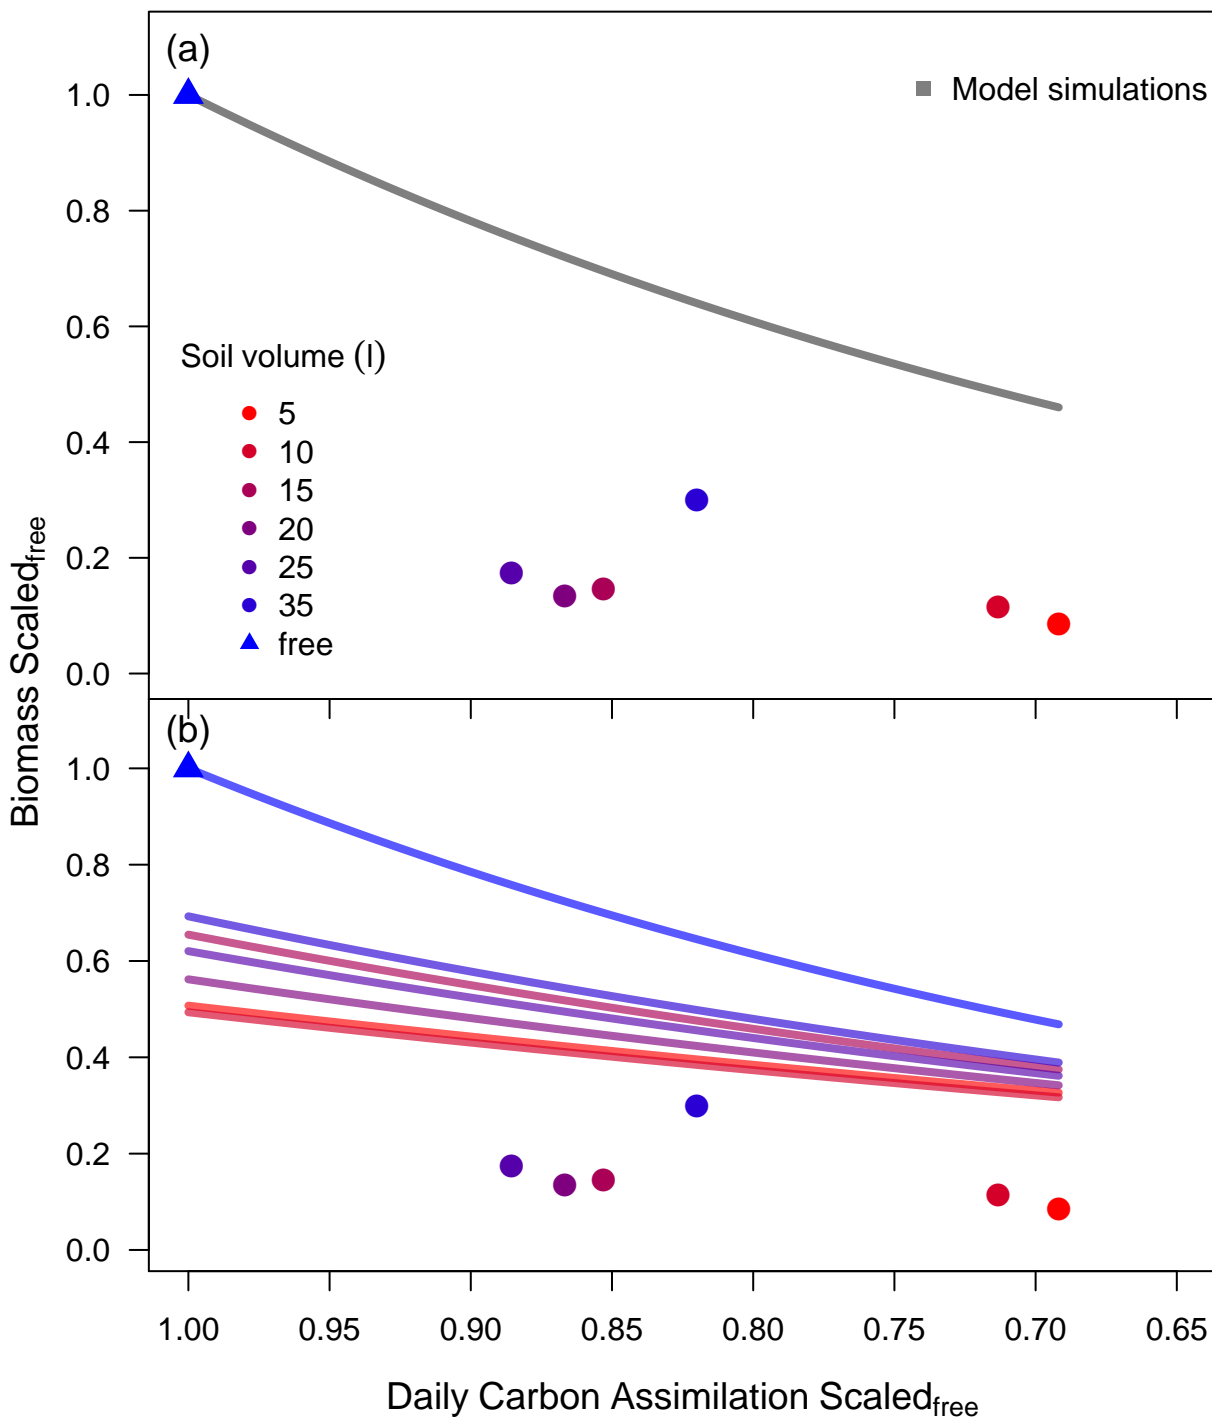 (a)
Model simulations
1.0
0.8
0.6
0.4
0.2
0.0
Soil volume (l)
5
10
15
20
25
35
free
Biomass Scaled_free
(b)
1.0
0.8
0.6
0.4
0.2
0.0
1.00 0.95 0.90 0.85 0.80 0.75 0.70 0.65
Daily Carbon Assimilation Scaled_free